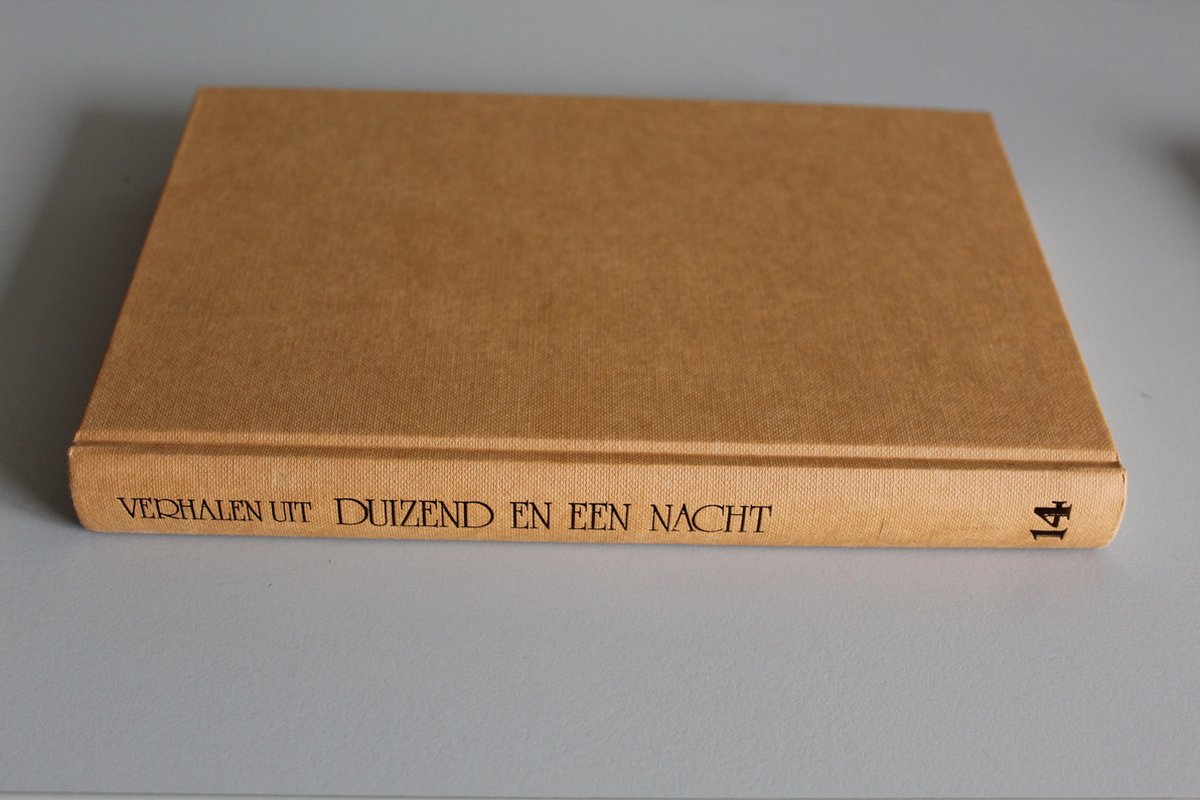 VERHALEN UIT DUIZEND EN EEN NACHT
14